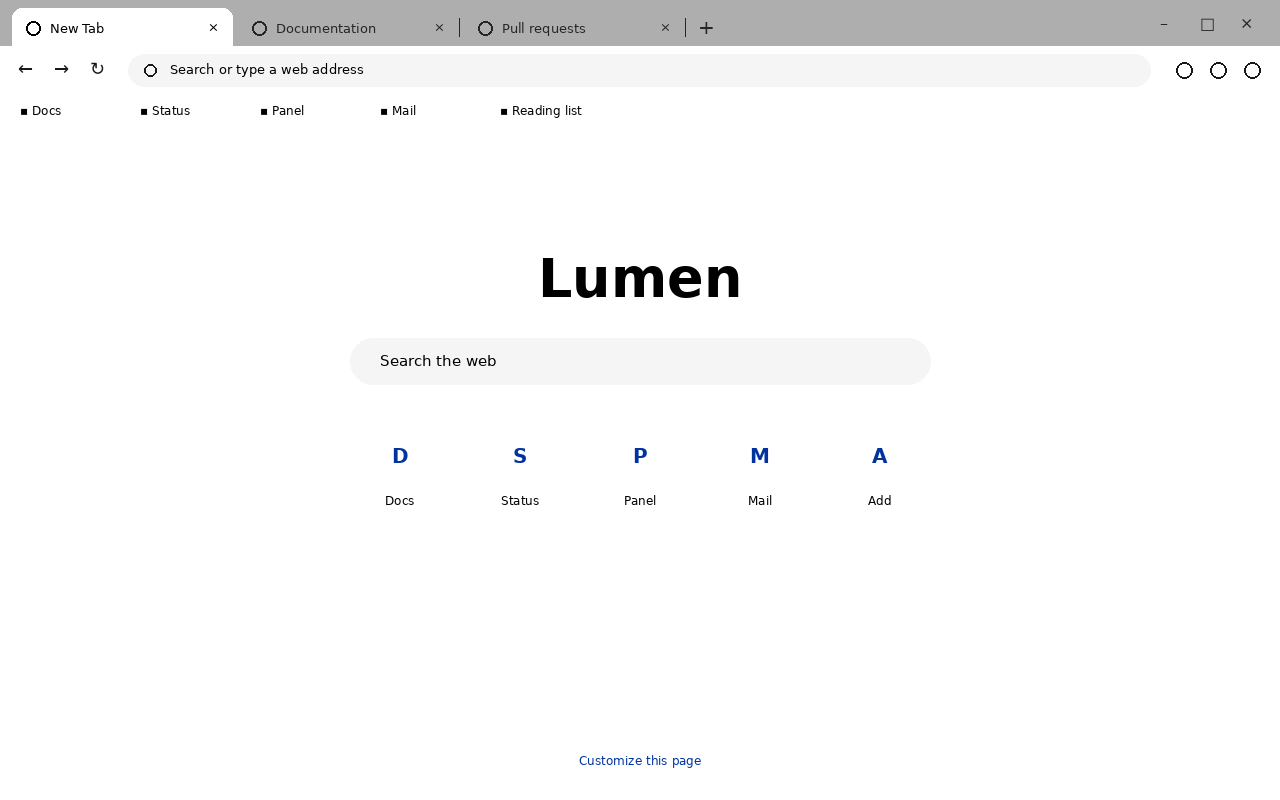 New Tab
Documentation
Pull requests
Search or type a web address
Docs
Status
Panel
Mail
Reading list
Lumen
Search the web
D S P M A
Docs Status Panel Mail Add
Customize this page